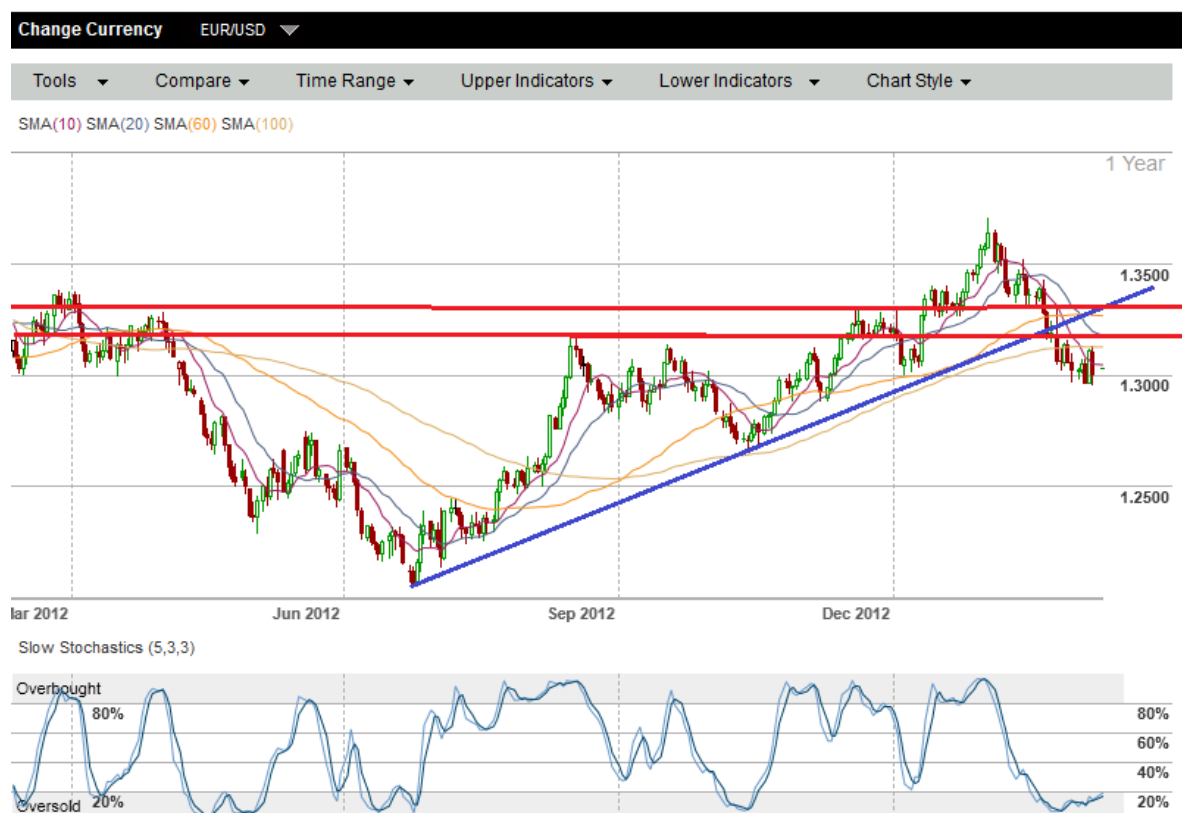 Change Currency EUR/USD
Tools Compare Time Range Upper Indicators Lower Indicators Chart Style
SMA(10) SMA(20) SMA(60) SMA(100)
1 Year
1.3500
1.3000
1.2500
ar 2012 Jun 2012 Sep 2012 Dec 2012
Slow Stochastics (5,3,3)
Overbought
80% 80%
60%
40%
Oversold 20% 20%